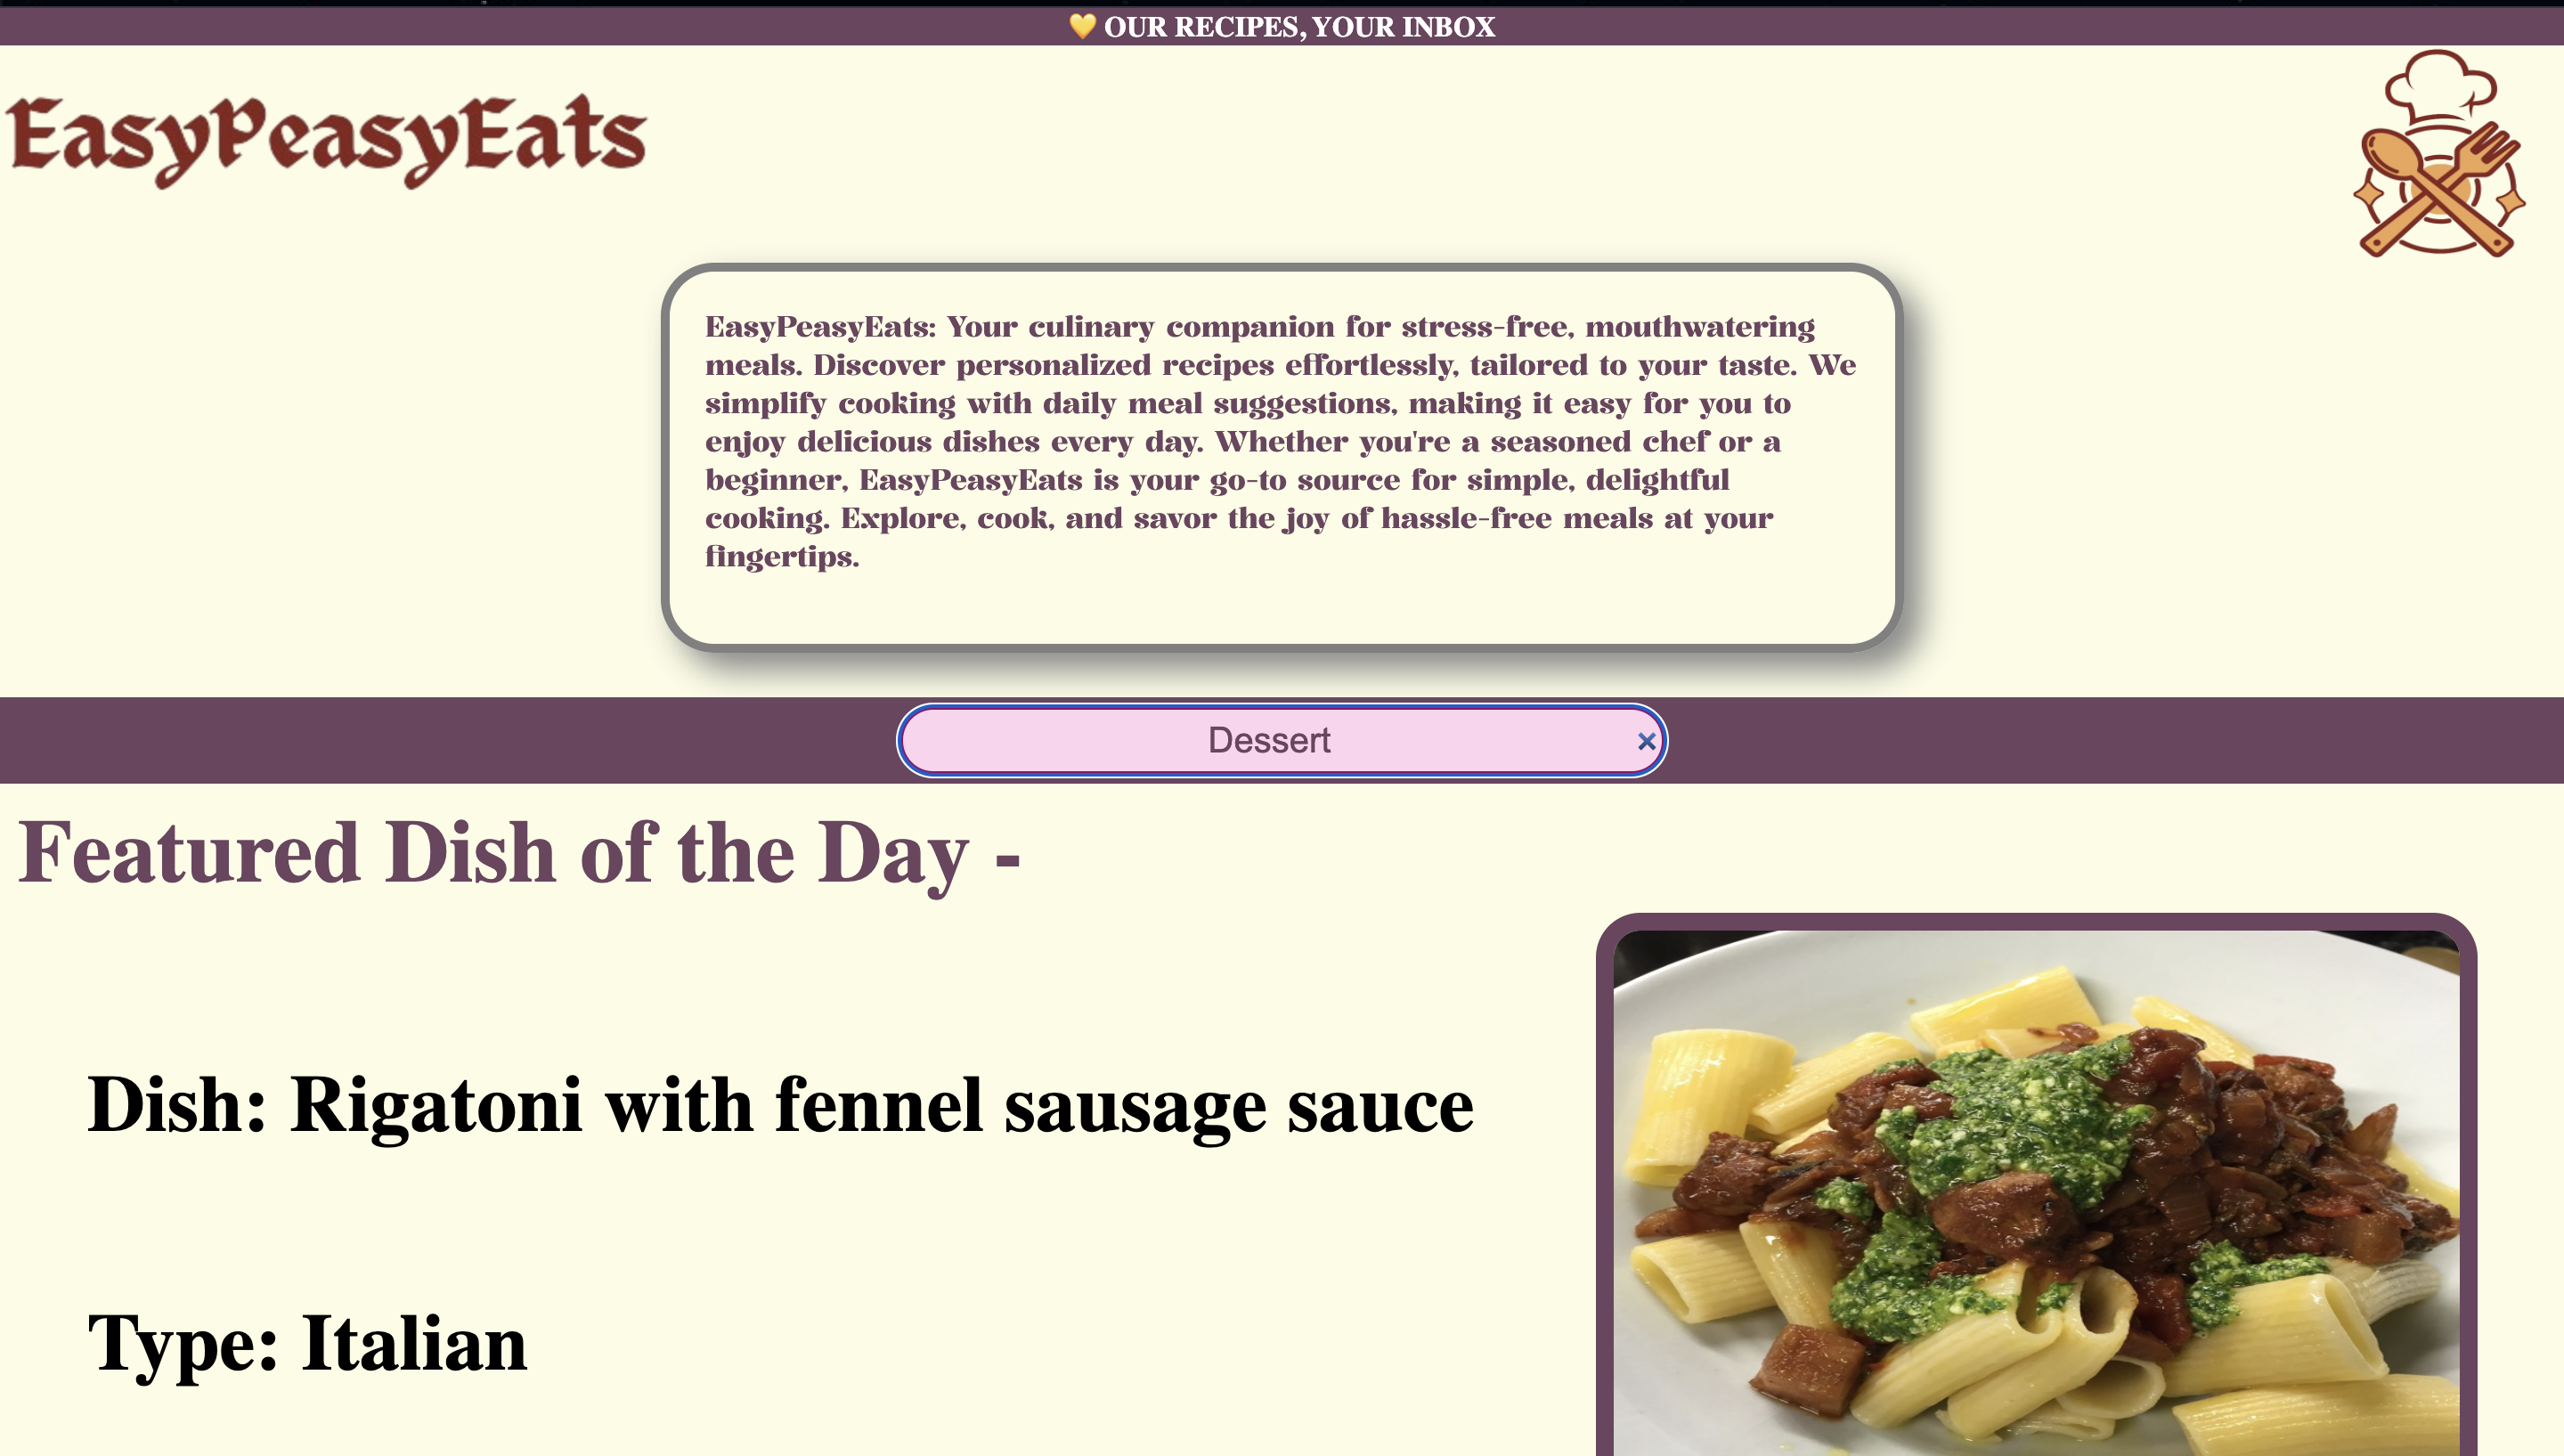 💛 OUR RECIPES, YOUR INBOX
EasyPeasyEats
EasyPeasyEats: Your culinary companion for stress-free, mouthwatering
meals. Discover personalized recipes effortlessly, tailored to your taste. We
simplify cooking with daily meal suggestions, making it easy for you to
enjoy delicious dishes every day. Whether you're a seasoned chef or a
beginner, EasyPeasyEats is your go-to source for simple, delightful
cooking. Explore, cook, and savor the joy of hassle-free meals at your
fingertips.
Dessert
Featured Dish of the Day -
Dish: Rigatoni with fennel sausage sauce
Type: Italian